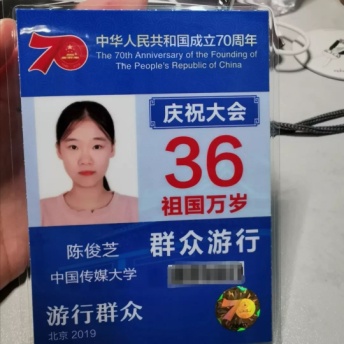 70
中华人民共和国成立70周年
The 70th Anniversary of the Founding of
The People's Republic of China
庆祝大会
36
祖国万岁
陈俊芝
群众游行
中国传媒大学
游行群众
70
北京 2019